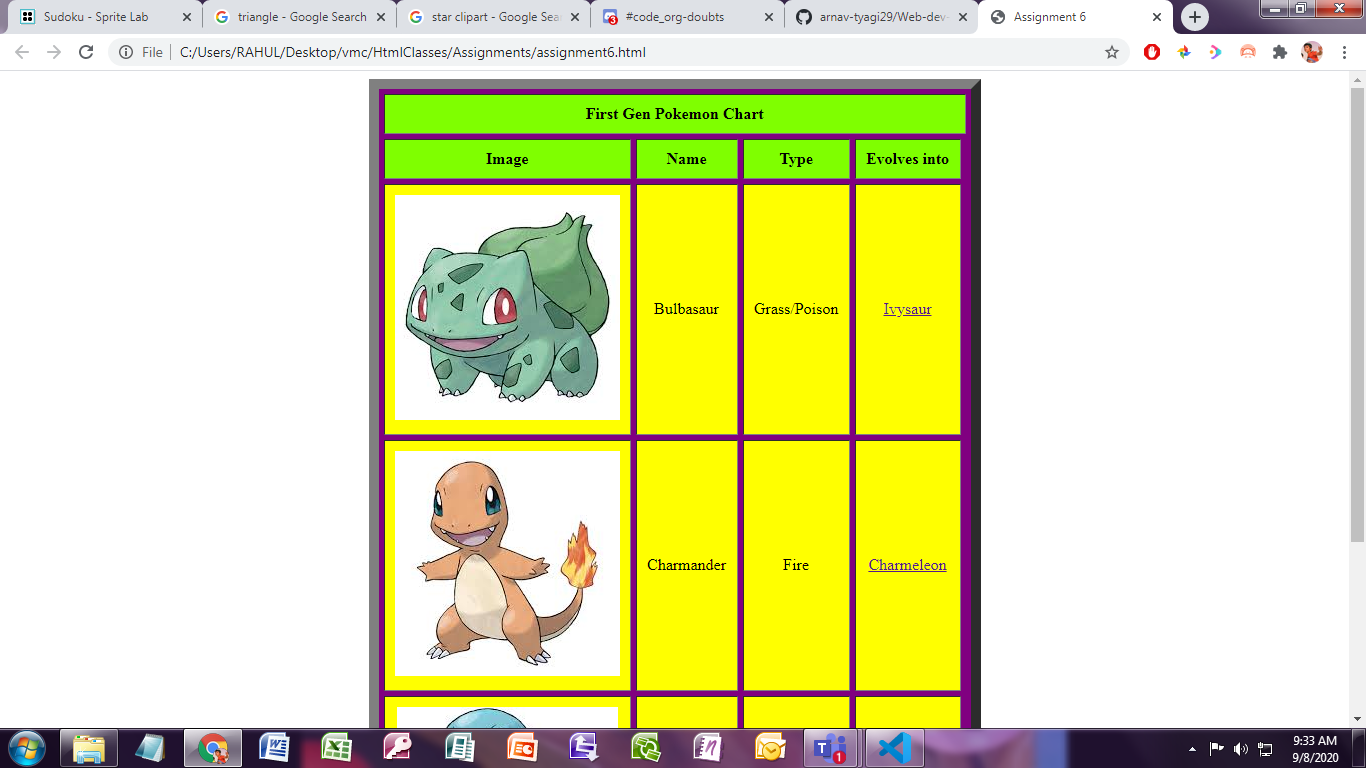 Sudoku - Sprite Lab
triangle - Google Search
star clipart - Google Sea
3
#code_org-doubts
arnav-tyagi29/Web-dev-
Assignment 6
File
C:/Users/RAHUL/Desktop/vmc/HtmlClasses/Assignments/assignment6.html
First Gen Pokemon Chart
Image Name Type Evolves into
Bulbasaur Grass/Poison Ivysaur
Charmander Fire Charmeleon
1
9:33 AM
9/8/2020